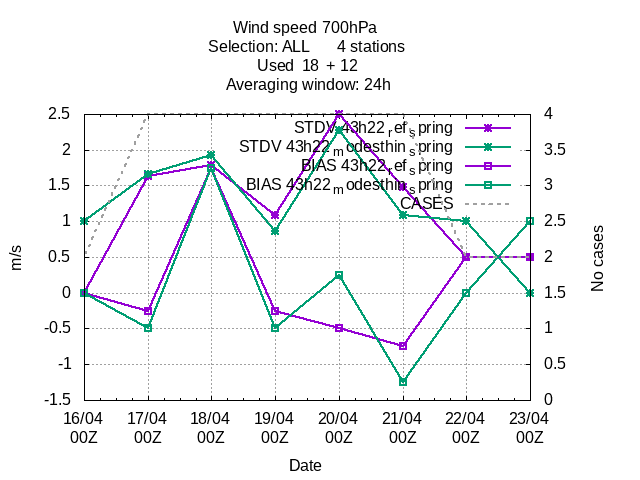 Wind speed 700hPa
Selection: ALL      4 stations
Used  18  + 12
Averaging window: 24h
m/s
2.5
2
1.5
1
0.5
0
-0.5
-1
-1.5
STDV 43h22_ref_spring
STDV 43h22_modesthin_spring
BIAS 43h22_ref_spring
BIAS 43h22_modesthin_spring
CASES
4
3.5
3
2.5
2
1.5
1
0.5
0
No cases
16/04 17/04 18/04 19/04 20/04 21/04 22/04 23/04
00Z 00Z 00Z 00Z 00Z 00Z 00Z 00Z
Date